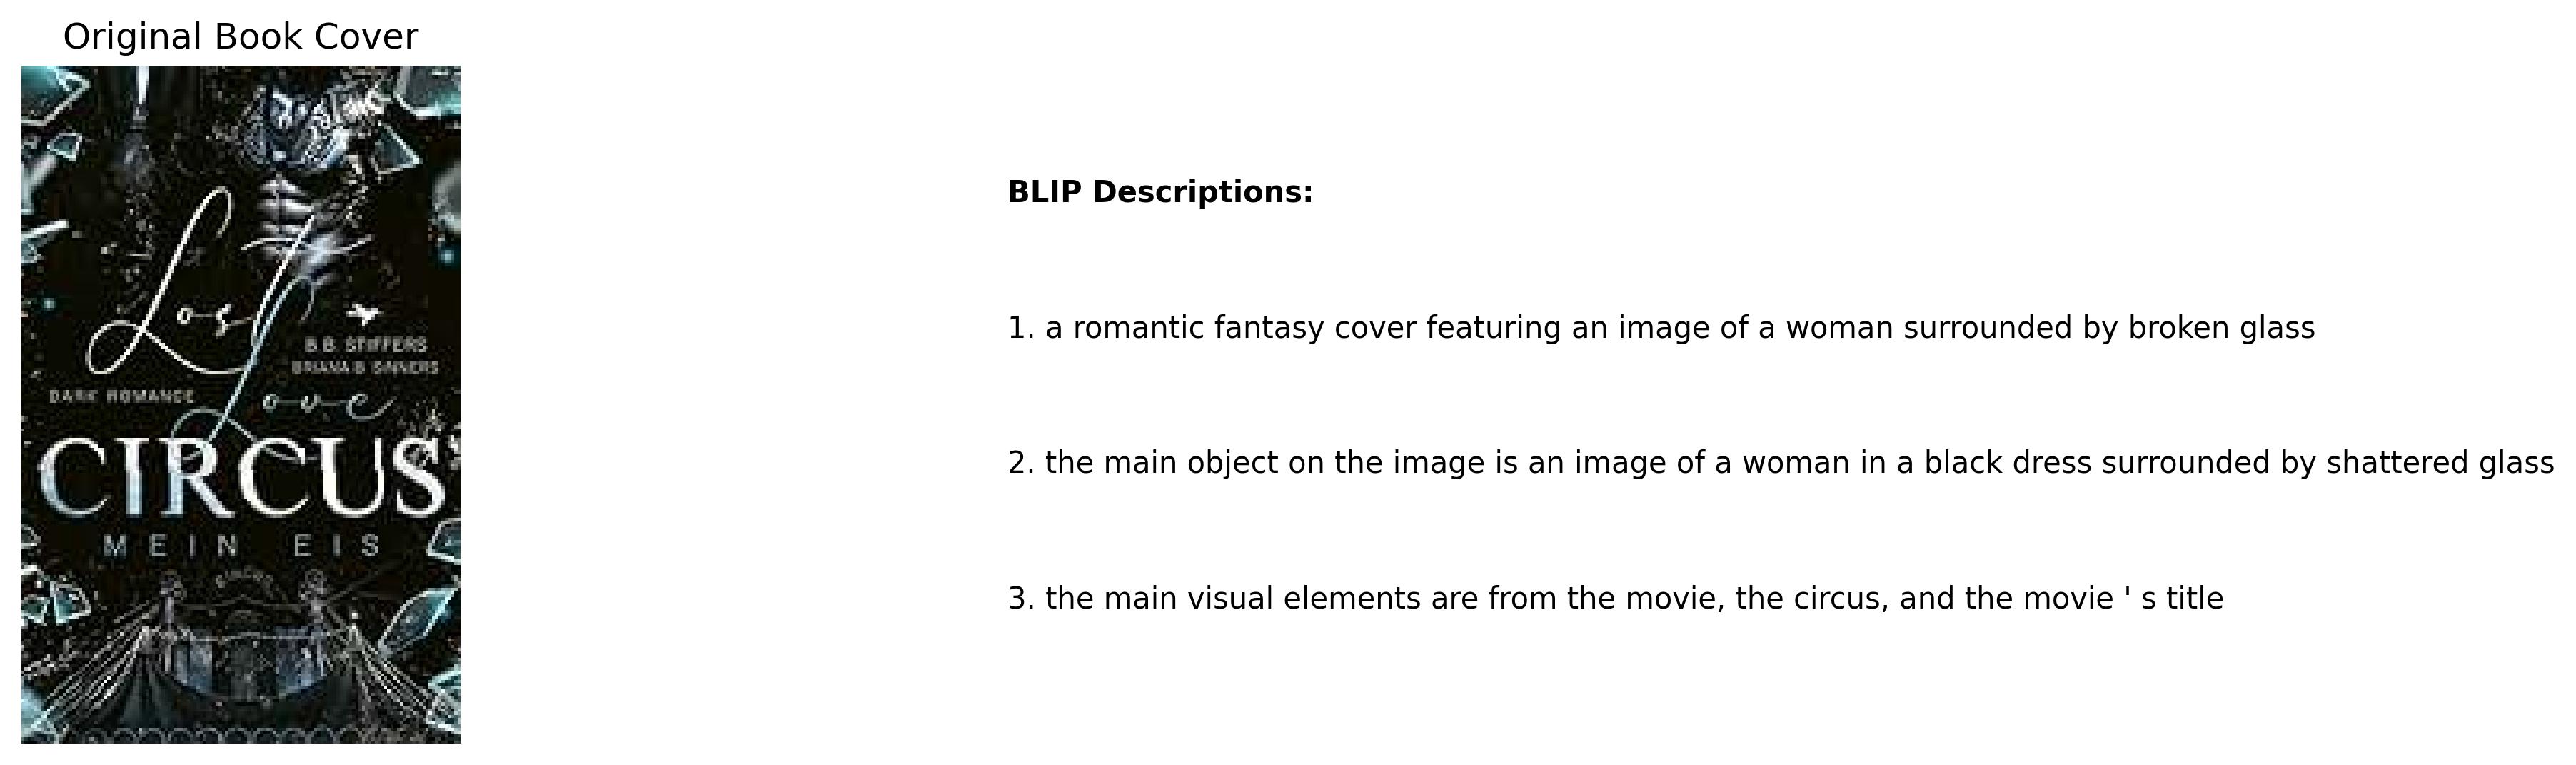 Original Book Cover
Lost
B.B. STIFFERS
BRIANA B. SINNERS
DARK ROMANCE
Love
CIRCUS
MEIN EIS
CIRCUS
BLIP Descriptions:
1. a romantic fantasy cover featuring an image of a woman surrounded by broken glass
2. the main object on the image is an image of a woman in a black dress surrounded by shattered glass
3. the main visual elements are from the movie, the circus, and the movie ' s title